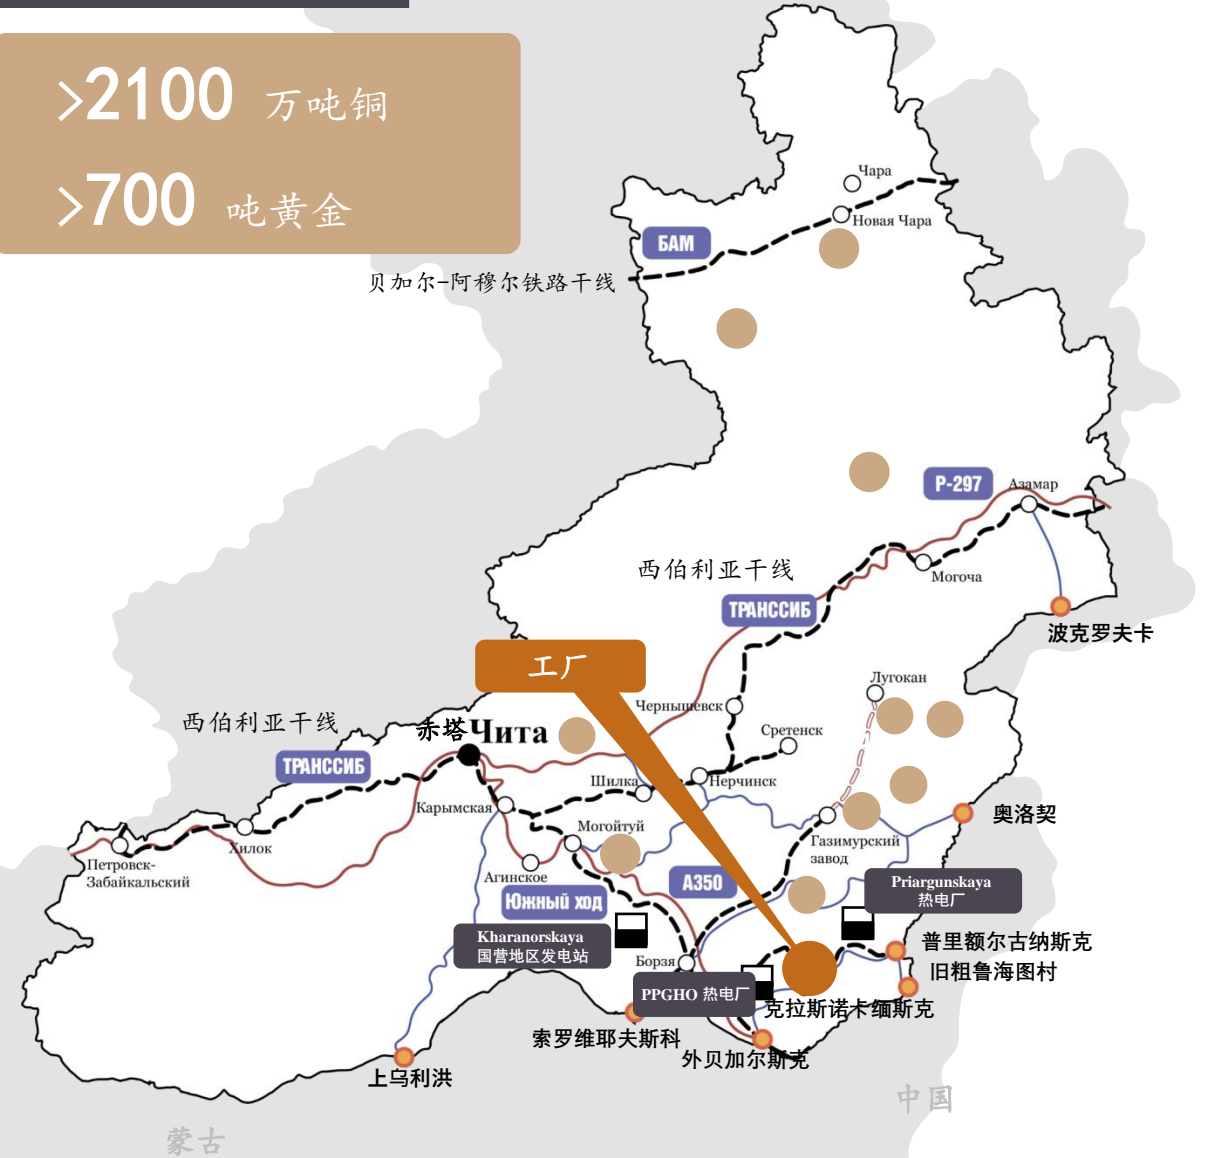 >2100 万吨铜
>700 吨黄金
Чара
Новая Чара
БАМ
贝加尔-阿穆尔铁路干线
Р-297
Азамар
西伯利亚干线
Могоча
ТРАНССИБ
波克罗夫卡
工厂
Лугокан
Чернышевск
西伯利亚干线
赤塔Чита
Сретенск
ТРАНССИБ
Шилка
Нерчинск
Карымская
奥洛契
Могойтуй
Газимурский
завод
Хилок
Петровск-
Забайкальский
Агинское
А350
Priargunskaya
热电厂
Южный ход
Kharanorskaya
国营地区发电站
普里额尔古纳斯克
Борзя
旧粗鲁海图村
PPGHO 热电厂
克拉斯诺卡缅斯克
索罗维耶夫斯科
外贝加尔斯克
上乌利洪
中国
蒙古